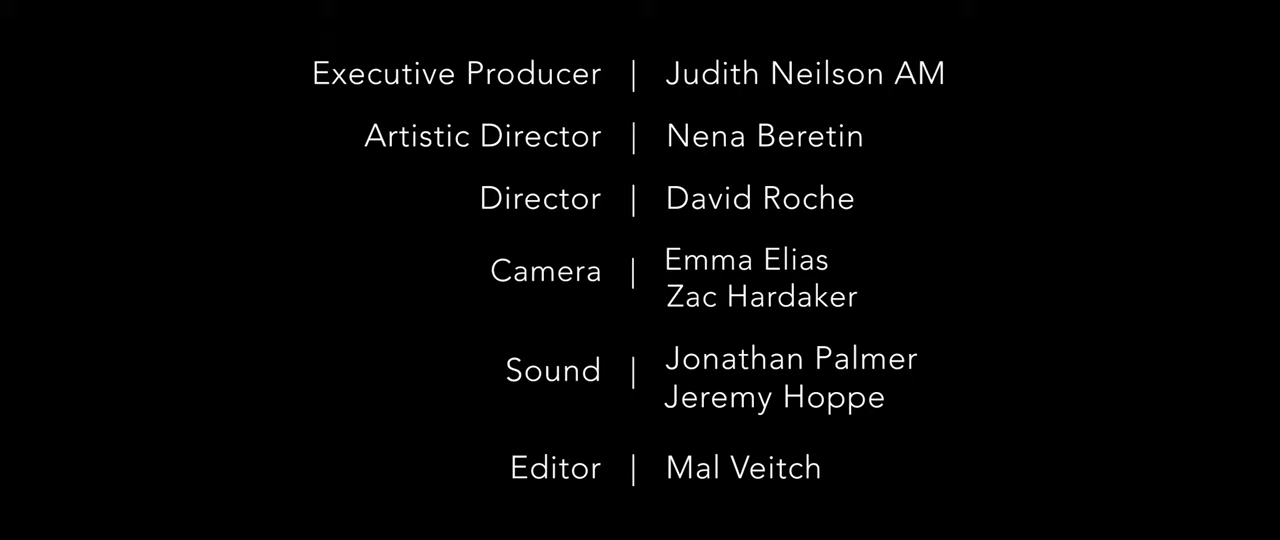 Executive Producer | Judith Neilson AM
Artistic Director | Nena Beretin
Director | David Roche
Camera | Emma Elias
Zac Hardaker
Sound | Jonathan Palmer
Jeremy Hoppe
Editor | Mal Veitch